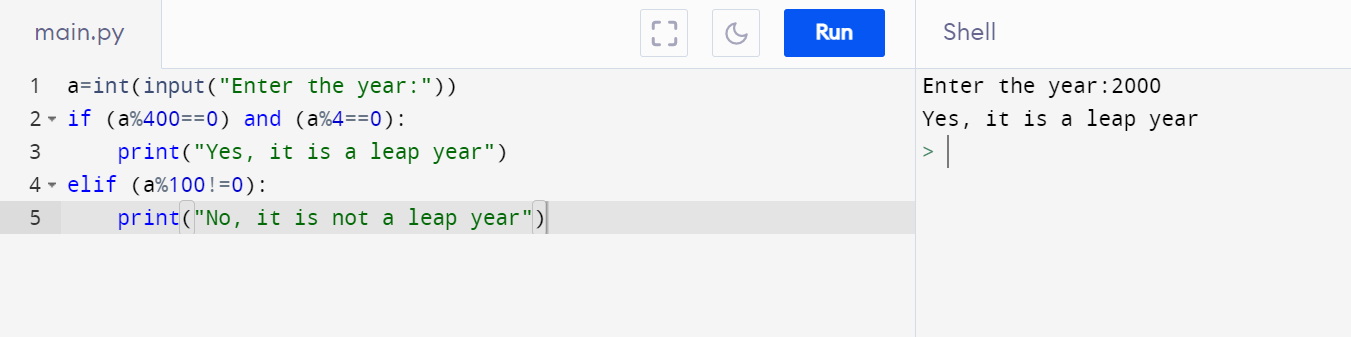 main.py
Run
Shell
1 a=int(input("Enter the year:"))
2 if (a%400==0) and (a%4==0):
3     print("Yes, it is a leap year")
4 elif (a%100!=0):
5     print("No, it is not a leap year")
Enter the year:2000
Yes, it is a leap year
>